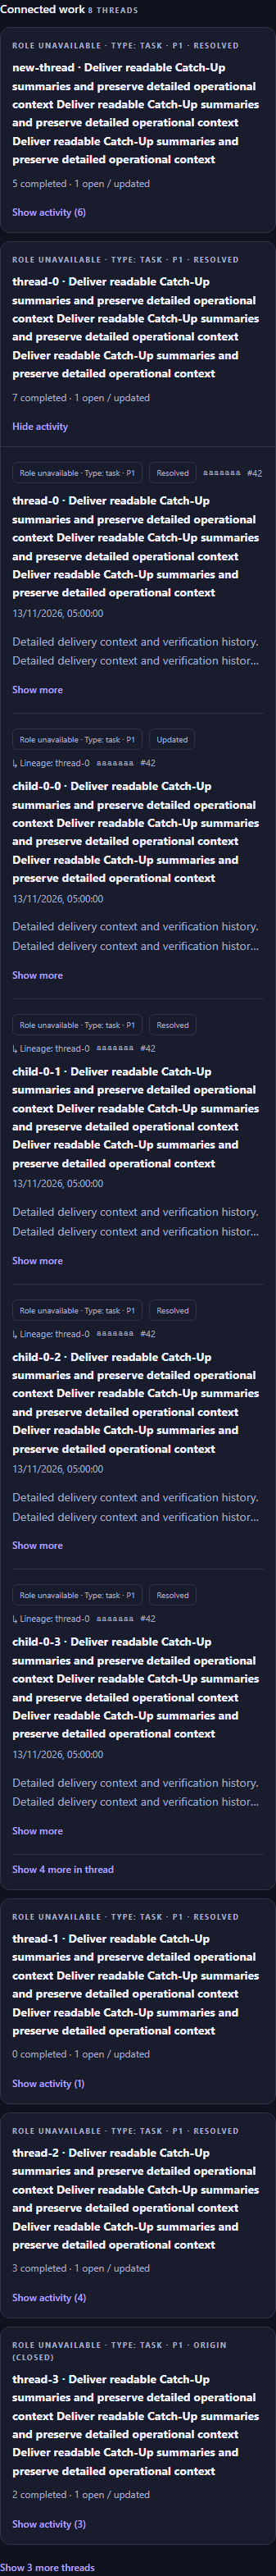 Connected work 8 THREADS
ROLE UNAVAILABLE · TYPE: TASK · P1 · RESOLVED
new-thread · Deliver readable Catch-Up
summaries and preserve detailed operational
context Deliver readable Catch-Up summaries
and preserve detailed operational context
Deliver readable Catch-Up summaries and
preserve detailed operational context
5 completed · 1 open / updated
Show activity (6)
ROLE UNAVAILABLE · TYPE: TASK · P1 · RESOLVED
thread-0 · Deliver readable Catch-Up
summaries and preserve detailed operational
context Deliver readable Catch-Up summaries
and preserve detailed operational context
Deliver readable Catch-Up summaries and
preserve detailed operational context
7 completed · 1 open / updated
Hide activity
Role unavailable · Type: task · P1 Resolved aaaaaaa #42
thread-0 · Deliver readable Catch-Up
summaries and preserve detailed operational
context Deliver readable Catch-Up summaries
and preserve detailed operational context
Deliver readable Catch-Up summaries and
preserve detailed operational context
13/11/2026, 05:00:00
Detailed delivery context and verification history.
Detailed delivery context and verification histor...
Show more
Role unavailable · Type: task · P1 Updated
↳ Lineage: thread-0 aaaaaaa #42
child-0-0 · Deliver readable Catch-Up
summaries and preserve detailed operational
context Deliver readable Catch-Up summaries
and preserve detailed operational context
Deliver readable Catch-Up summaries and
preserve detailed operational context
13/11/2026, 05:00:00
Detailed delivery context and verification history.
Detailed delivery context and verification histor...
Show more
Role unavailable · Type: task · P1 Resolved
↳ Lineage: thread-0 aaaaaaa #42
child-0-1 · Deliver readable Catch-Up
summaries and preserve detailed operational
context Deliver readable Catch-Up summaries
and preserve detailed operational context
Deliver readable Catch-Up summaries and
preserve detailed operational context
13/11/2026, 05:00:00
Detailed delivery context and verification history.
Detailed delivery context and verification histor...
Show more
Role unavailable · Type: task · P1 Resolved
↳ Lineage: thread-0 aaaaaaa #42
child-0-2 · Deliver readable Catch-Up
summaries and preserve detailed operational
context Deliver readable Catch-Up summaries
and preserve detailed operational context
Deliver readable Catch-Up summaries and
preserve detailed operational context
13/11/2026, 05:00:00
Detailed delivery context and verification history.
Detailed delivery context and verification histor...
Show more
Role unavailable · Type: task · P1 Resolved
↳ Lineage: thread-0 aaaaaaa #42
child-0-3 · Deliver readable Catch-Up
summaries and preserve detailed operational
context Deliver readable Catch-Up summaries
and preserve detailed operational context
Deliver readable Catch-Up summaries and
preserve detailed operational context
13/11/2026, 05:00:00
Detailed delivery context and verification history.
Detailed delivery context and verification histor...
Show more
Show 4 more in thread
ROLE UNAVAILABLE · TYPE: TASK · P1 · RESOLVED
thread-1 · Deliver readable Catch-Up
summaries and preserve detailed operational
context Deliver readable Catch-Up summaries
and preserve detailed operational context
Deliver readable Catch-Up summaries and
preserve detailed operational context
0 completed · 1 open / updated
Show activity (1)
ROLE UNAVAILABLE · TYPE: TASK · P1 · RESOLVED
thread-2 · Deliver readable Catch-Up
summaries and preserve detailed operational
context Deliver readable Catch-Up summaries
and preserve detailed operational context
Deliver readable Catch-Up summaries and
preserve detailed operational context
3 completed · 1 open / updated
Show activity (4)
ROLE UNAVAILABLE · TYPE: TASK · P1 · ORIGIN
(CLOSED)
thread-3 · Deliver readable Catch-Up
summaries and preserve detailed operational
context Deliver readable Catch-Up summaries
and preserve detailed operational context
Deliver readable Catch-Up summaries and
preserve detailed operational context
2 completed · 1 open / updated
Show activity (3)
Show 3 more threads